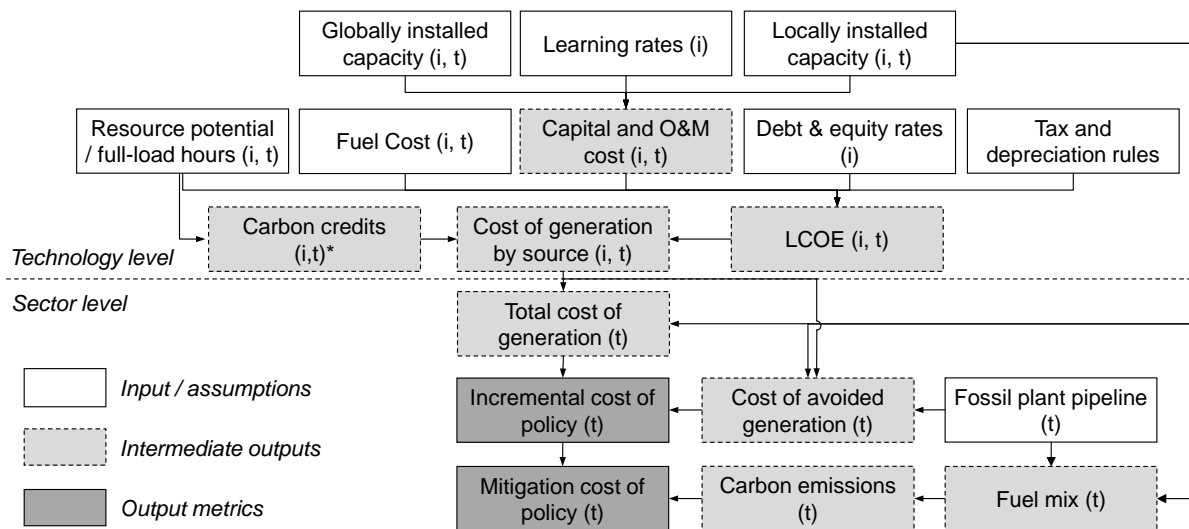 Globally installed
capacity (i, t)
Learning rates (i)
Locally installed
capacity (i, t)
Resource potential
/ full-load hours (i, t)
Fuel Cost (i, t)
Capital and O&M
cost (i, t)
Debt & equity rates
(i)
Tax and
depreciation rules
Carbon credits
(i,t)*
Cost of generation
by source (i, t)
LCOE (i, t)
Technology level
Sector level
Total cost of
generation (t)
Input / assumptions
Incremental cost of
policy (t)
Cost of avoided
generation (t)
Fossil plant pipeline
(t)
Intermediate outputs
Mitigation cost of
policy (t)
Carbon emissions
(t)
Fuel mix (t)
Output metrics